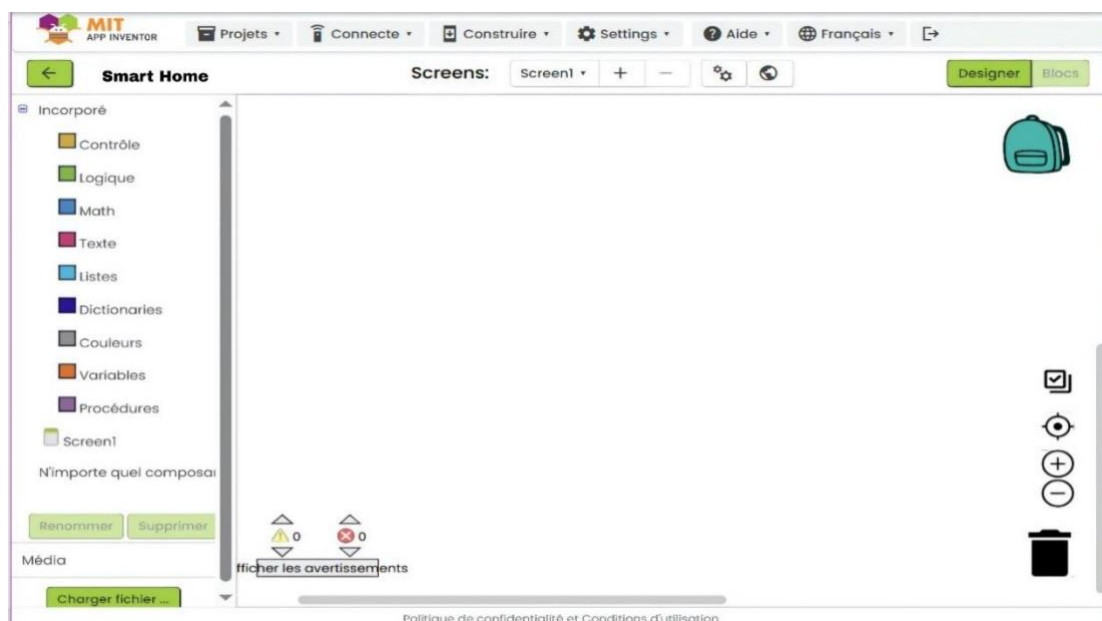 MIT
APP INVENTOR
Projets
Connecte
Construire
Settings
Aide
Français
Smart Home
Screens:
Screen1
Designer
Blocs
Incorporé
Contrôle
Logique
Math
Texte
Listes
Dictionaries
Couleurs
Variables
Procédures
Screen1
N'importe quel composa
Renommer
Supprimer
Média
Charger fichier ...
0
0
fficher les avertissements
Politique de confidentialité et Conditions d'utilisation